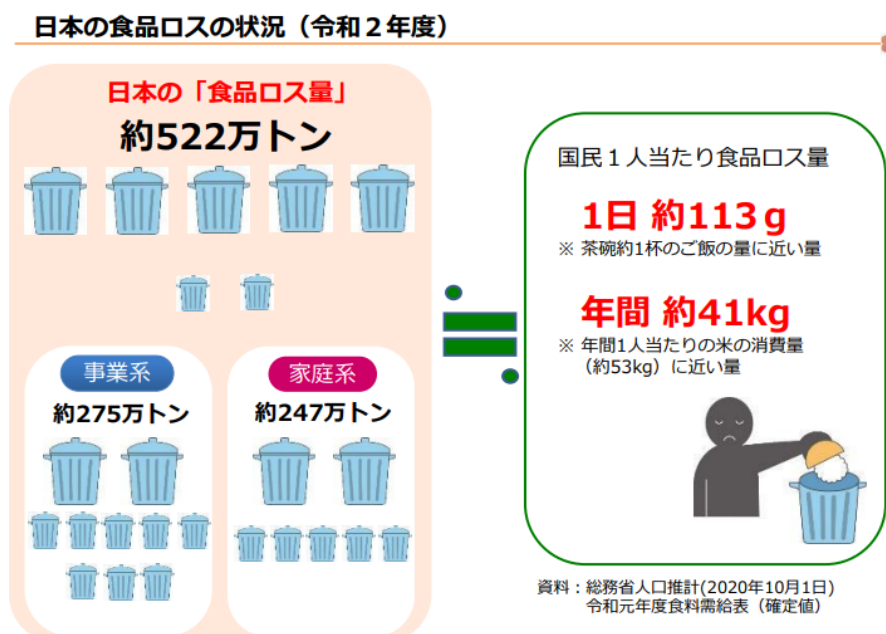 日本の食品ロスの状況（令和２年度）
日本の「食品ロス量」
約522万トン
事業系
約275万トン
家庭系
約247万トン
国民１人当たり食品ロス量
1日 約113ｇ
※ 茶碗約1杯のご飯の量に近い量
年間 約41kg
※ 年間1人当たりの米の消費量
（約53kg）に近い量
資料：総務省人口推計(2020年10月1日)
令和元年度食料需給表（確定値）